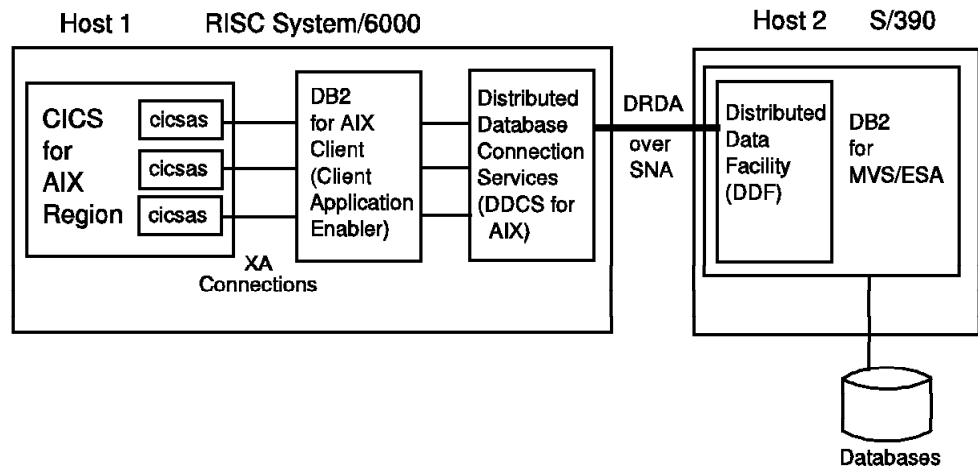 Host 1 RISC System/6000
Host 2 S/390
CICS
for
AIX
Region
cicsas
cicsas
cicsas
XA
Connections
DB2
for AIX
Client
(Client
Application
Enabler)
Distributed
Database
Connection
Services
(DDCS for
AIX)
DRDA
over
SNA
Distributed
Data
Facility
(DDF)
DB2
for
MVS/ESA
Databases